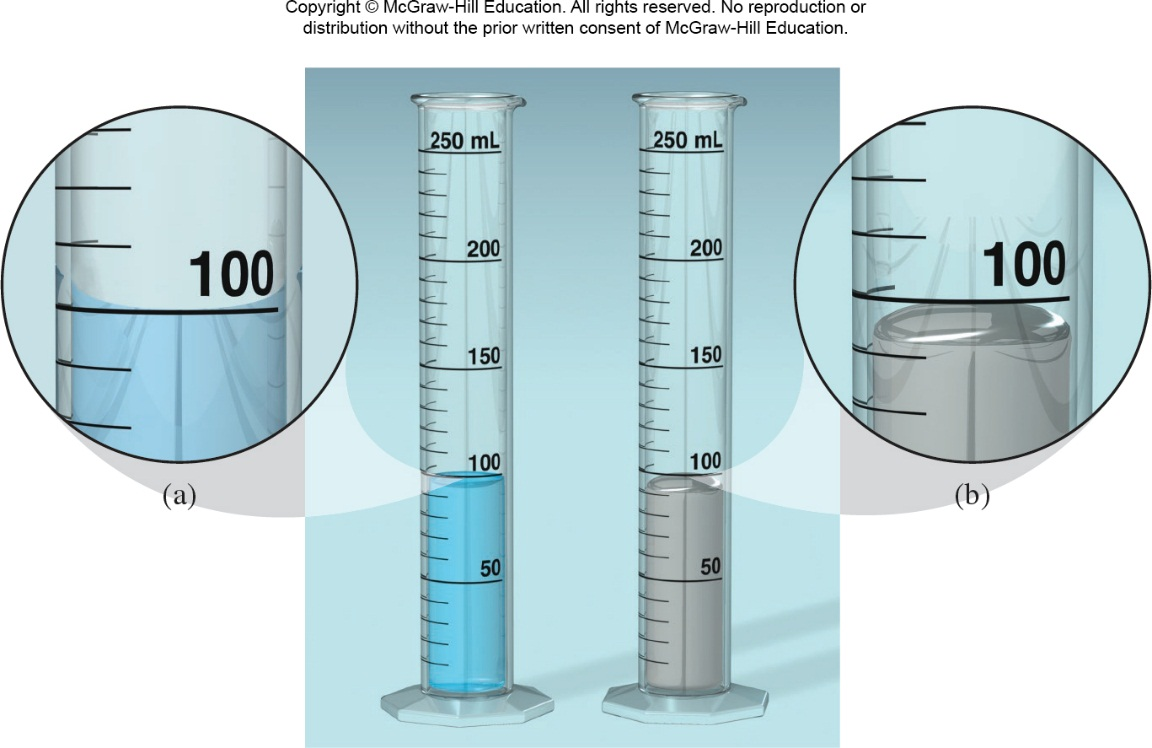 Copyright © McGraw-Hill Education. All rights reserved. No reproduction or
distribution without the prior written consent of McGraw-Hill Education.
100
(a)
250 mL
200
150
100
50
250 mL
200
150
100
50
100
(b)